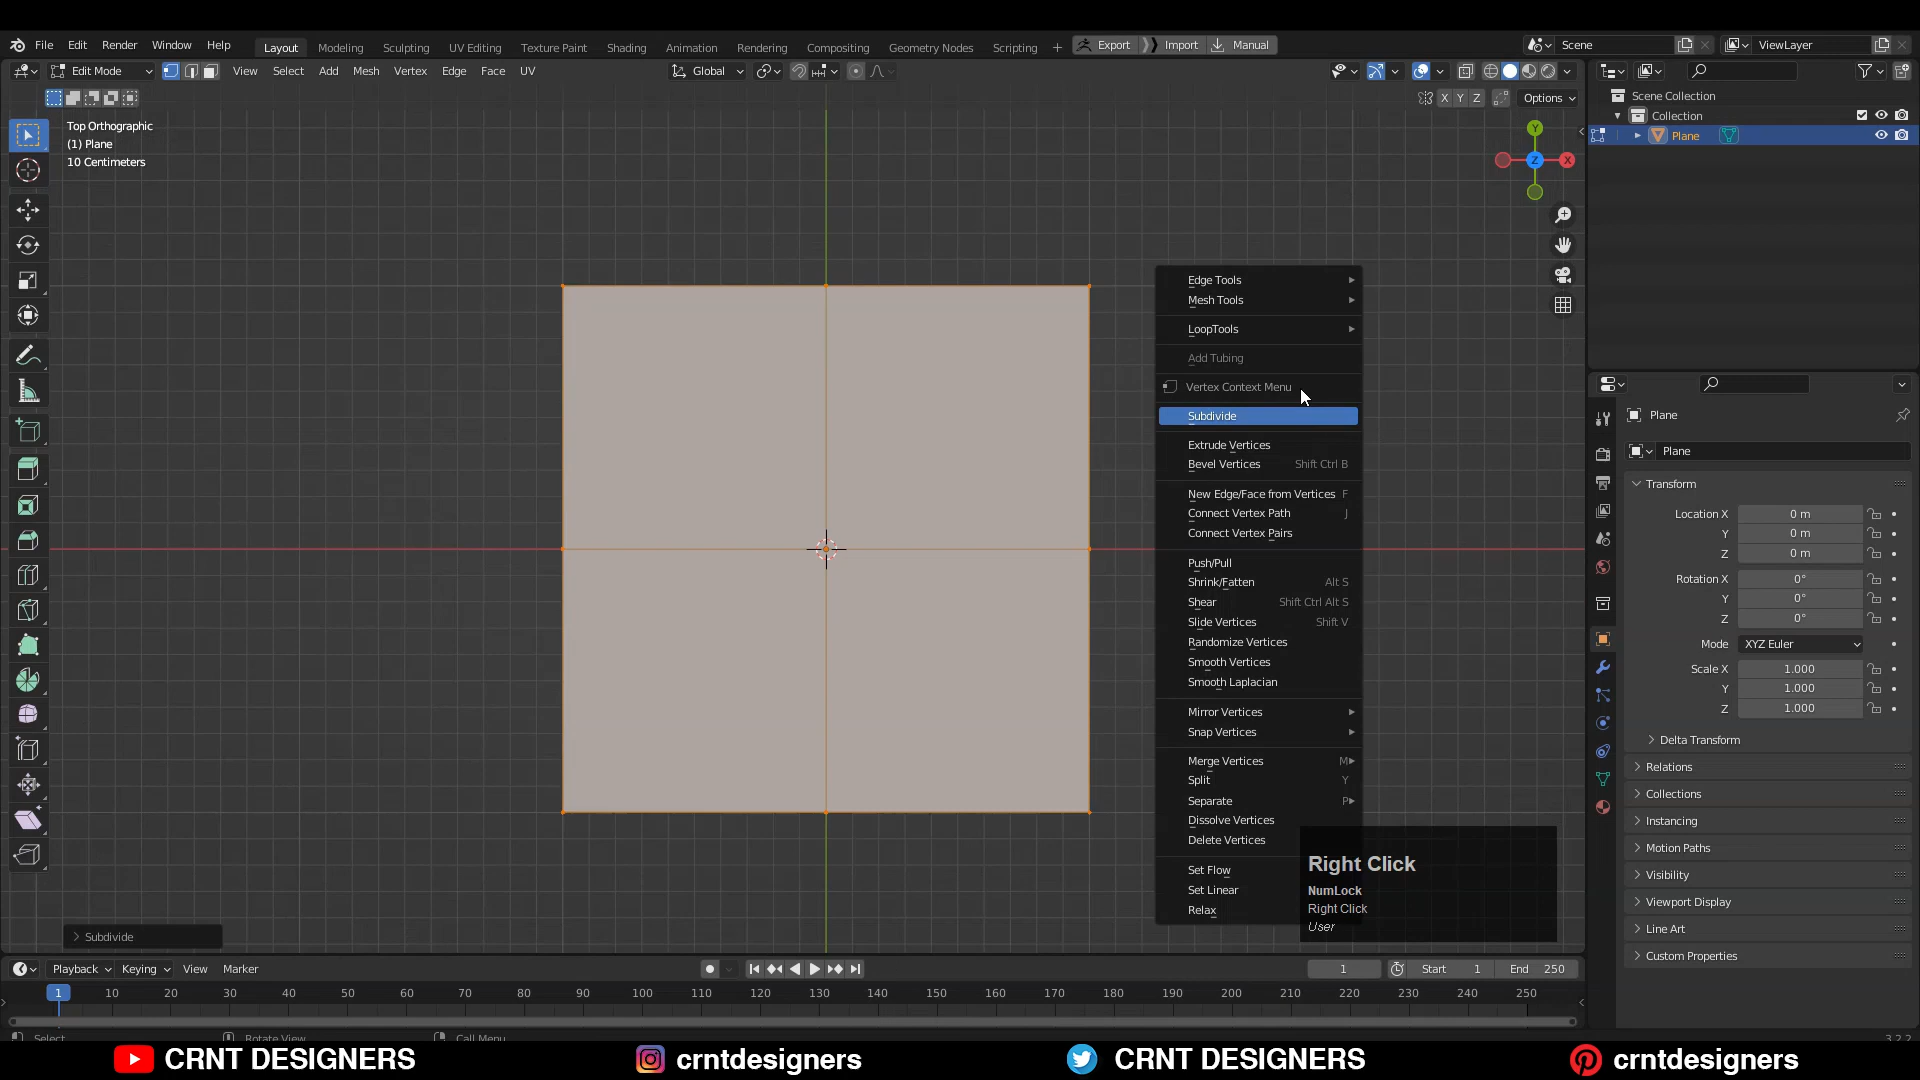 File Edit Render Window Help Layout Modeling Sculpting UV Editing Texture Paint Shading Animation Rendering Compositing Geometry Nodes Scripting + Export Import Manual Scene ViewLayer
Edit Mode View Select Add Mesh Vertex Edge Face UV Global
X Y Z Options
Top Orthographic
(1) Plane
10 Centimeters
Y
X
Z
Scene Collection
Collection
Plane
Edge Tools
Mesh Tools
LoopTools
Add Tubing
Vertex Context Menu
Subdivide
Extrude Vertices
Bevel Vertices Shift Ctrl B
New Edge/Face from Vertices F
Connect Vertex Path J
Connect Vertex Pairs
Push/Pull
Shrink/Fatten Alt S
Shear Shift Ctrl Alt S
Slide Vertices Shift V
Randomize Vertices
Smooth Vertices
Smooth Laplacian
Mirror Vertices
Snap Vertices
Merge Vertices M
Split Y
Separate P
Dissolve Vertices
Delete Vertices
Set Flow
Set Linear
Relax
Right Click
NumLock
Right Click
User
Plane
Plane
Transform
Location X 0 m
Y 0 m
Z 0 m
Rotation X 0°
Y 0°
Z 0°
Mode XYZ Euler
Scale X 1.000
Y 1.000
Z 1.000
Delta Transform
Relations
Collections
Instancing
Motion Paths
Visibility
Viewport Display
Line Art
Custom Properties
Subdivide
Playback Keying View Marker 1 Start 1 End 250
1 10 20 30 40 50 60 70 80 90 100 110 120 130 140 150 160 170 180 190 200 210 220 230 240 250
Select Rotate View Call Menu 3.2.2
CRNT DESIGNERS crntdesigners CRNT DESIGNERS crntdesigners